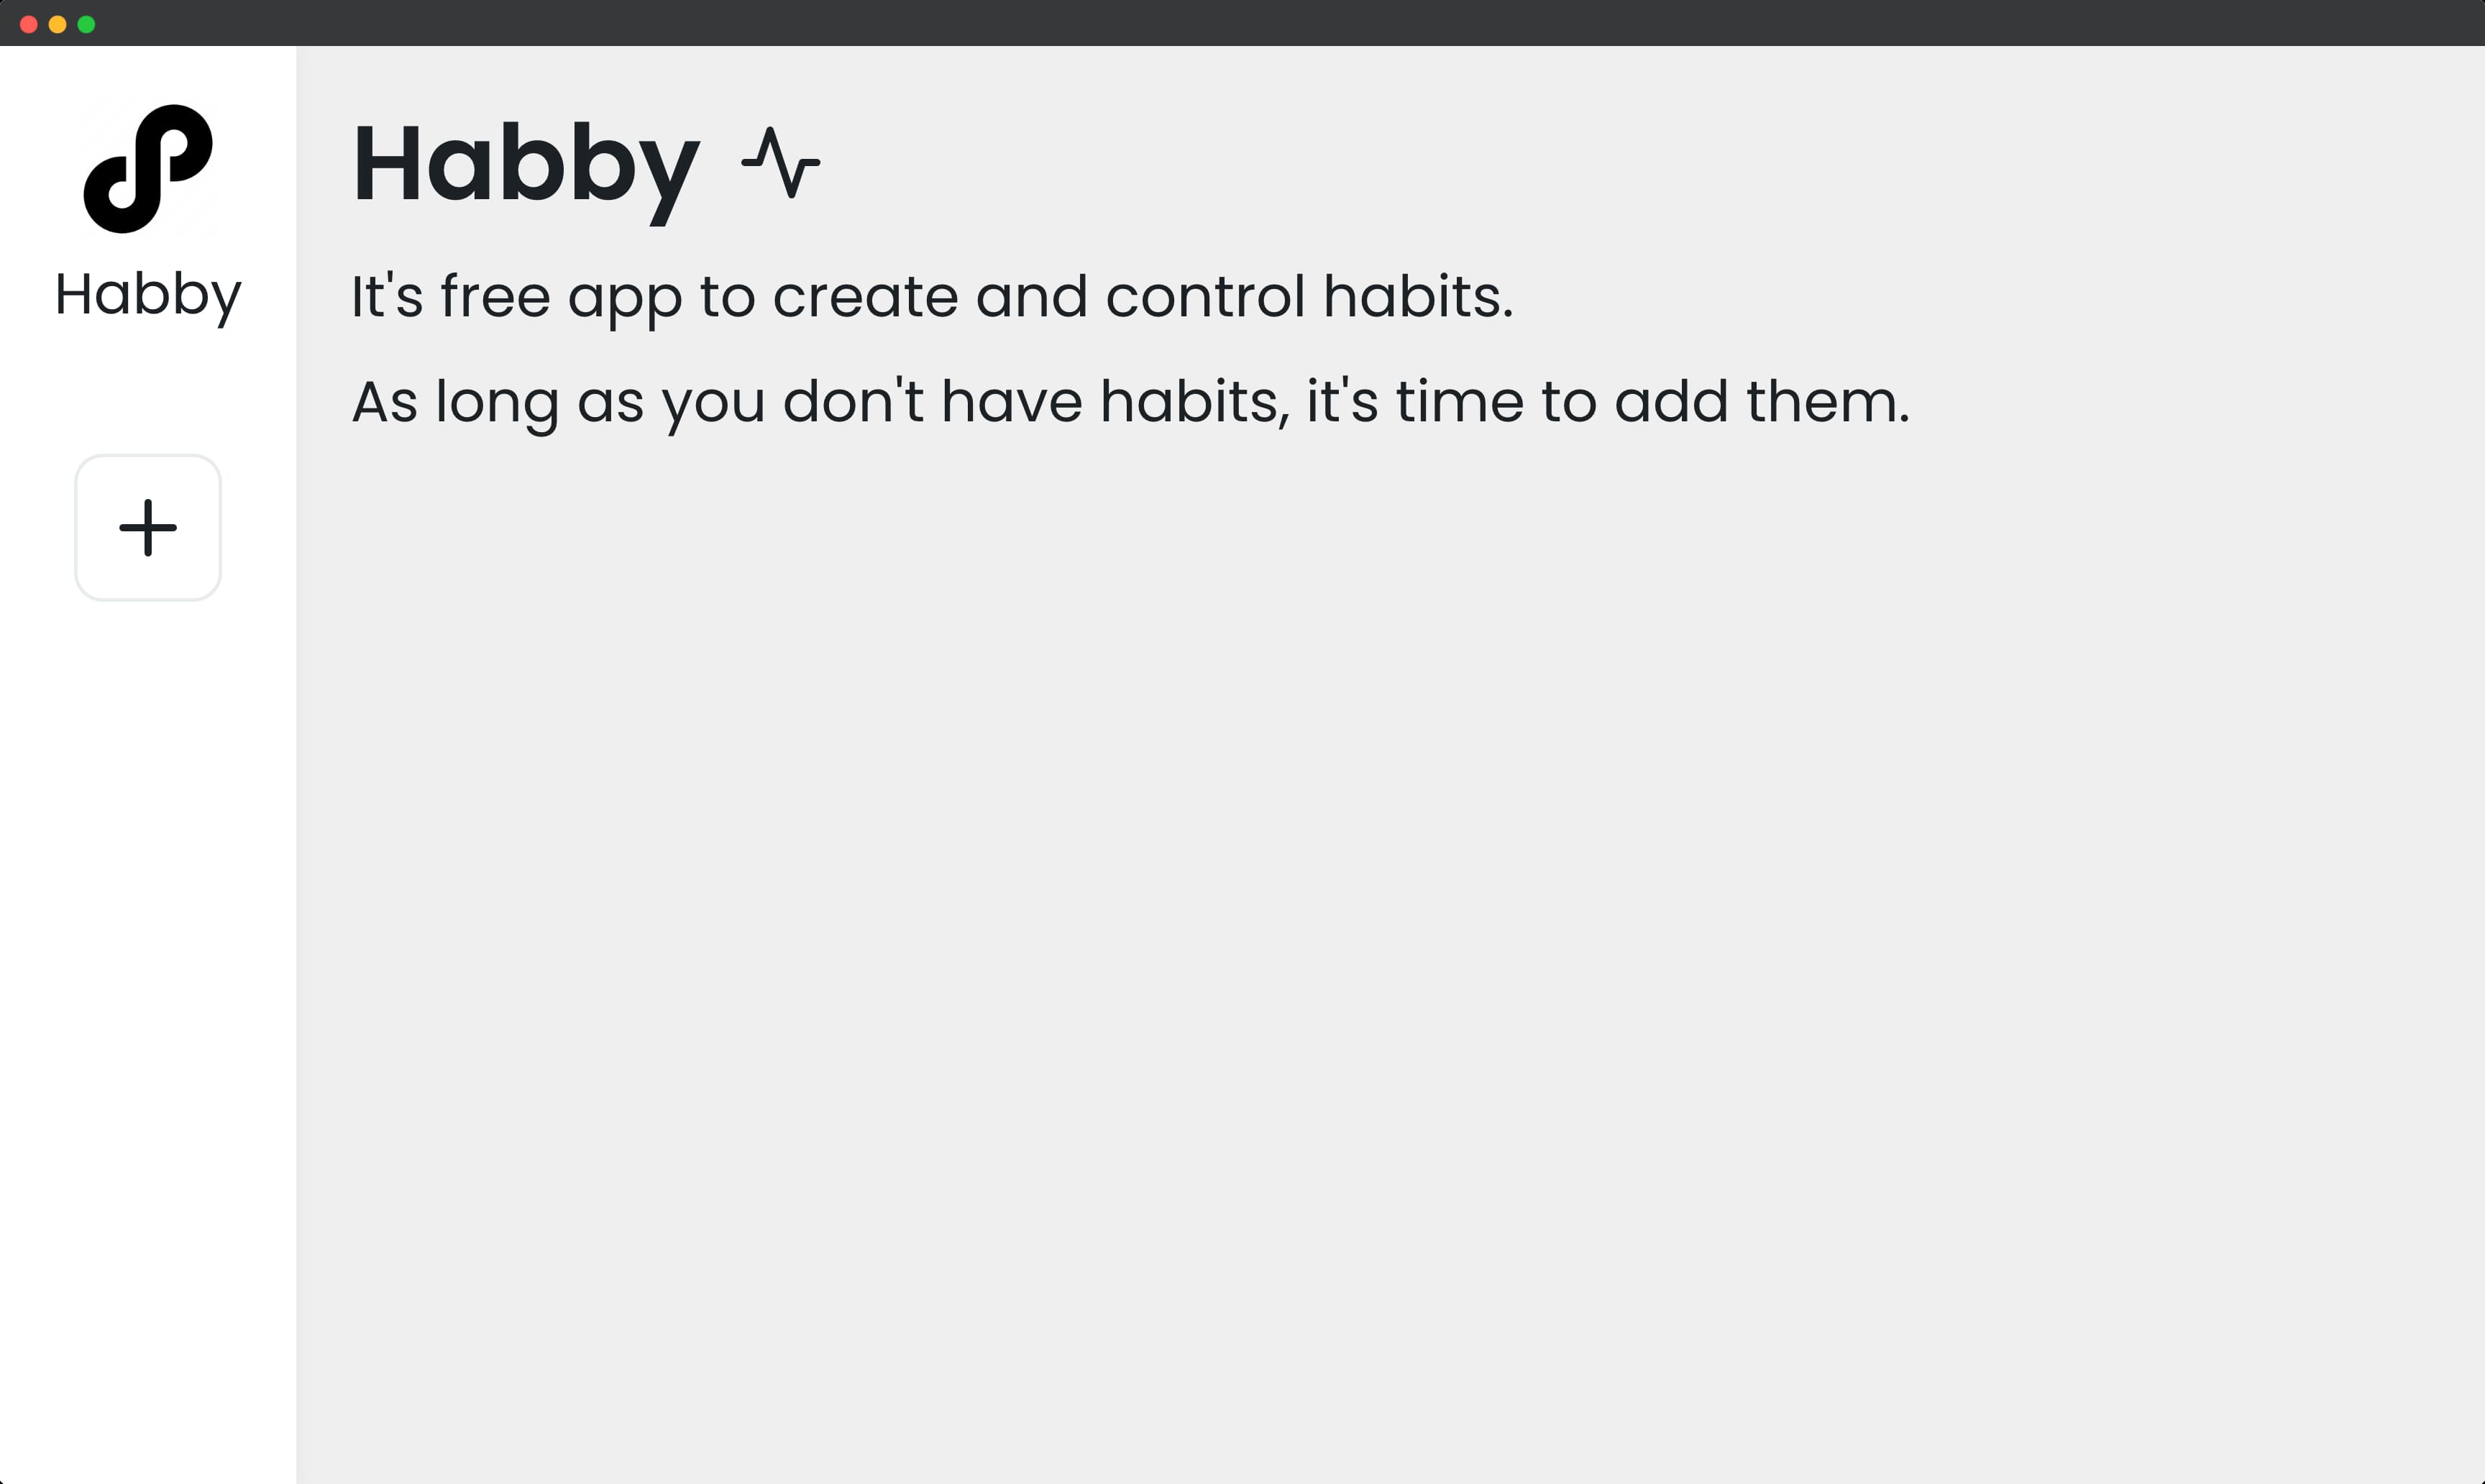 Habby
Habby
It's free app to create and control habits.
As long as you don't have habits, it's time to add them.